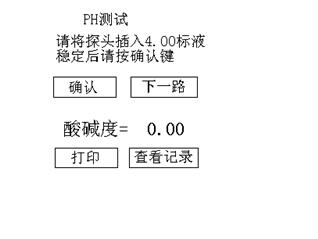 PH测试
请将探头插入4.00标液
稳定后请按确认键
确认 下一路
酸碱度= 0.00
打印 查看记录